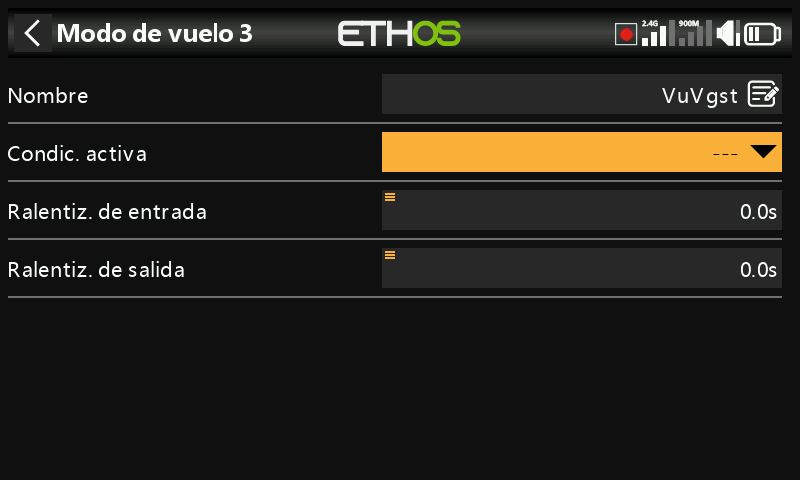 Modo de vuelo 3
ETHOS
2.4G
900M
Nombre
VuVgst
Condic. activa
---
Ralentiz. de entrada
0.0s
Ralentiz. de salida
0.0s